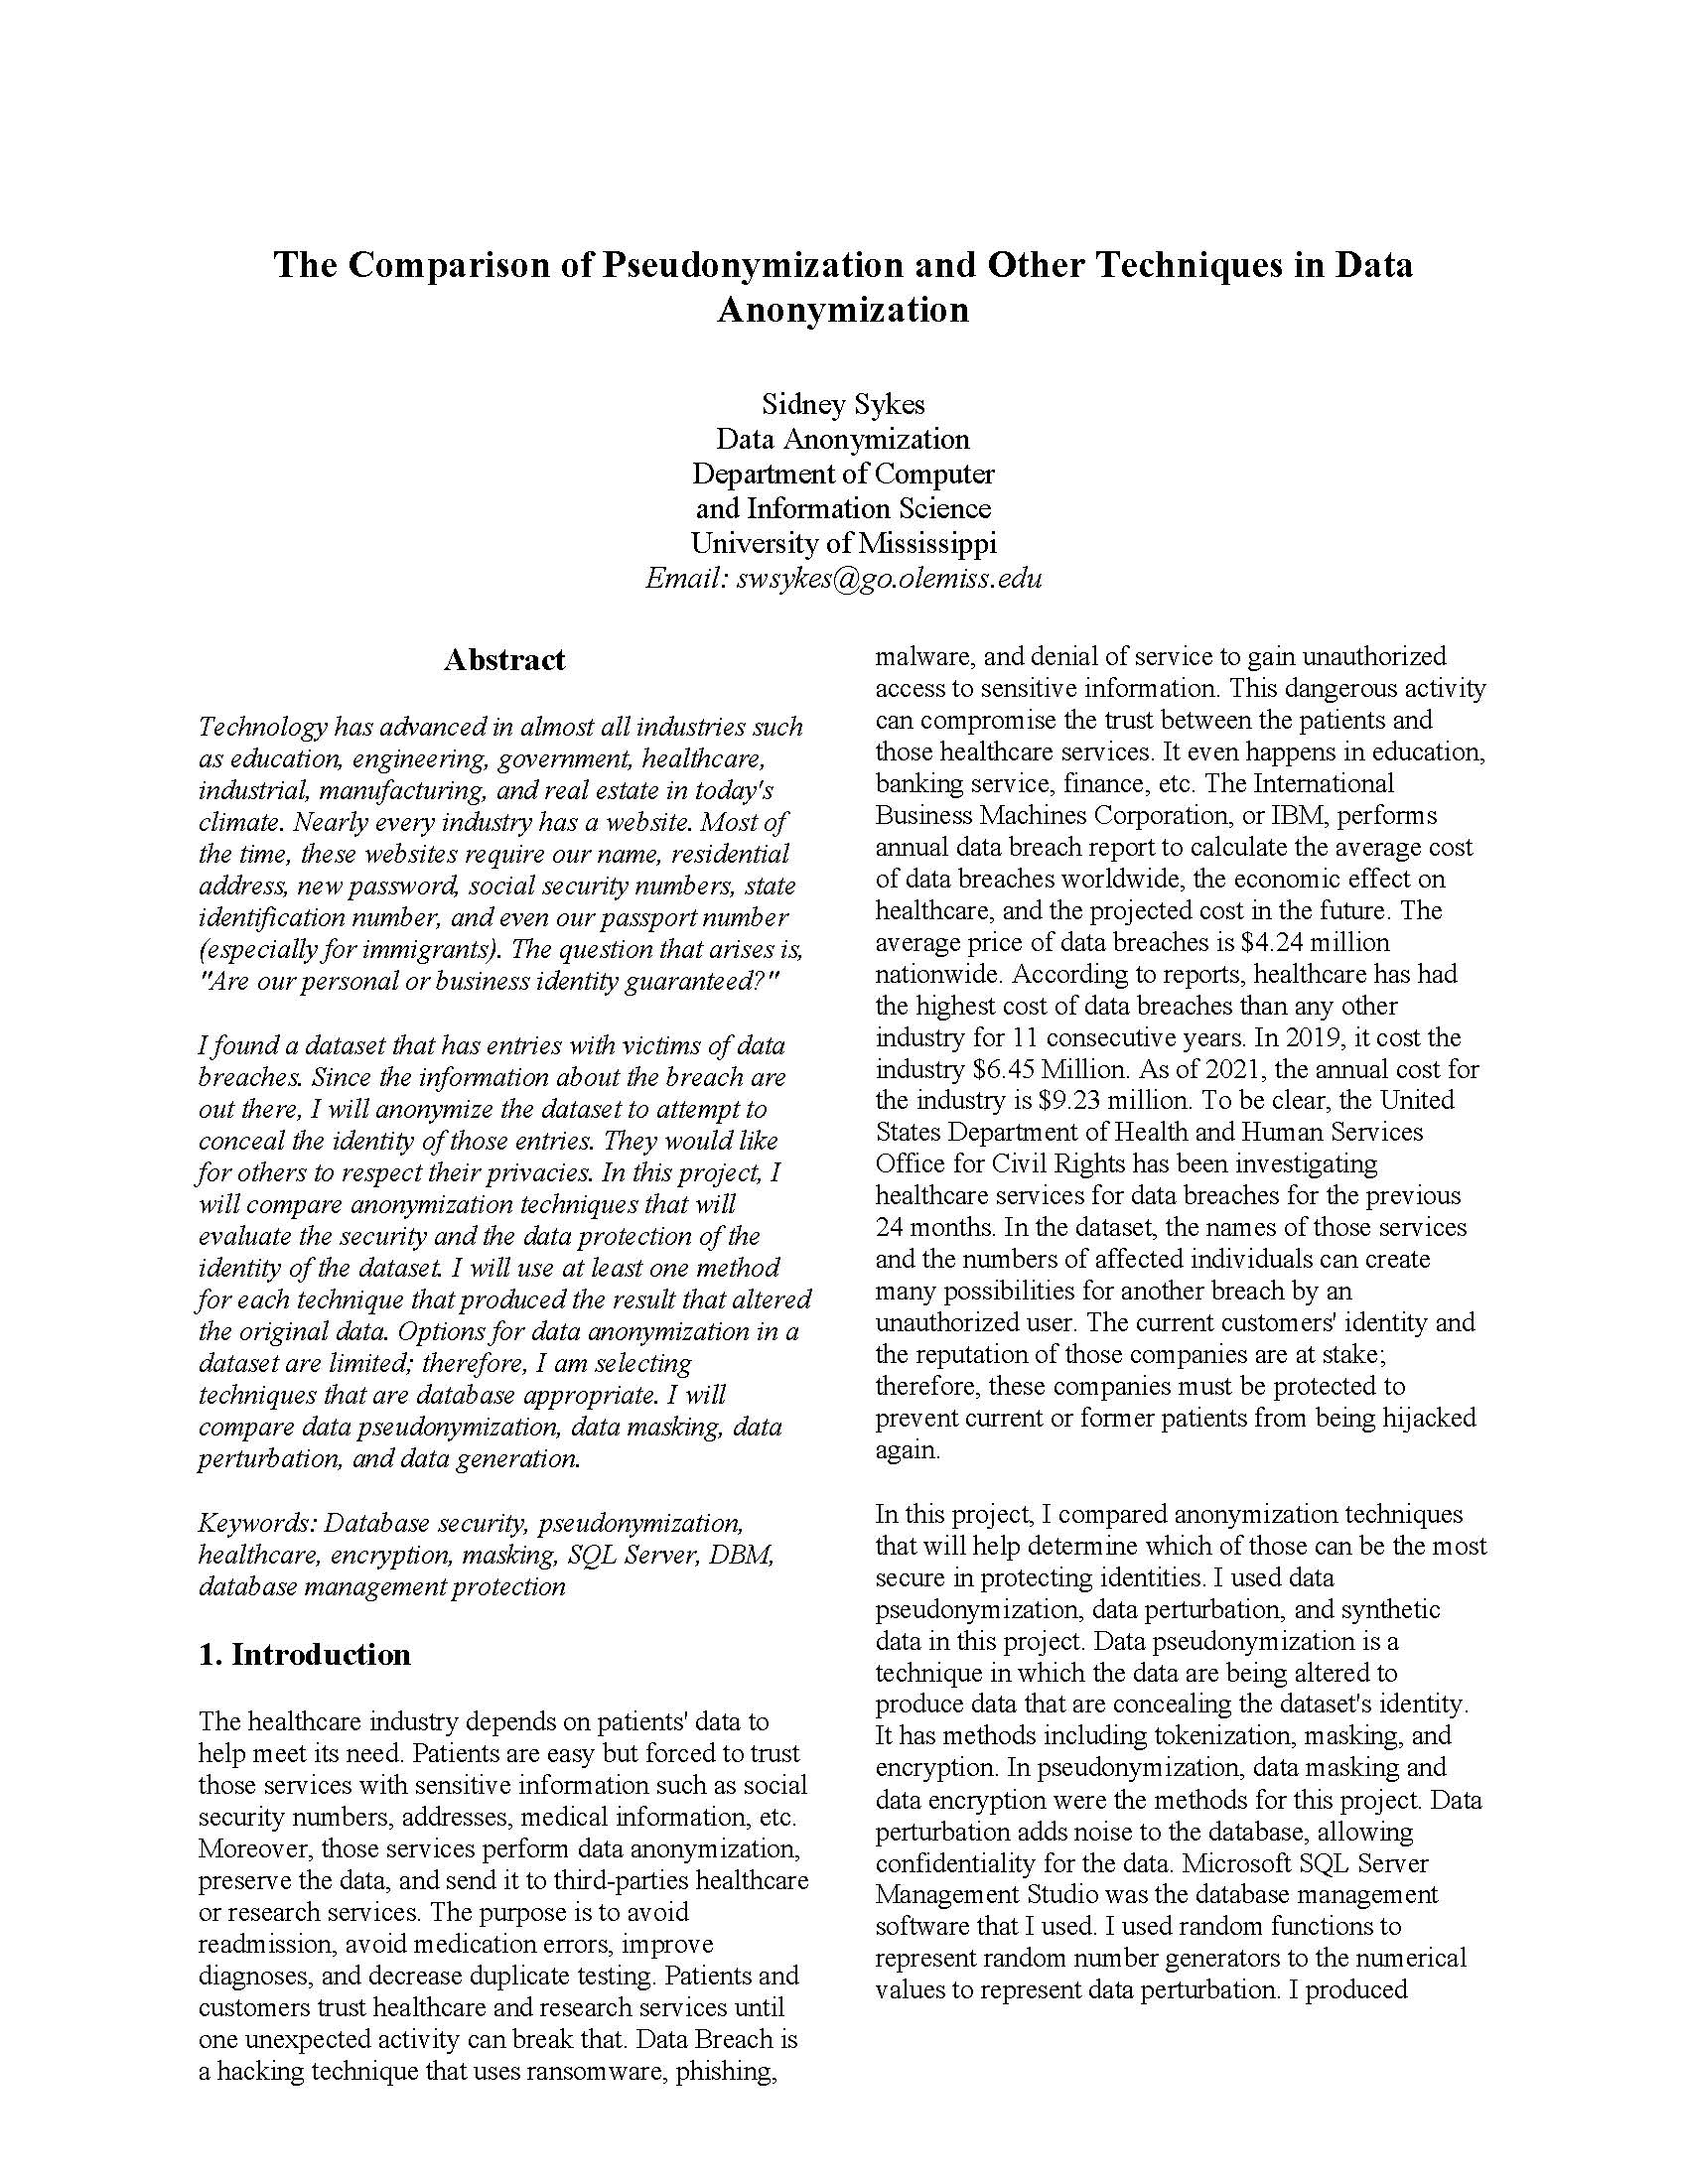 The Comparison of Pseudonymization and Other Techniques in Data
Anonymization
Sidney Sykes
Data Anonymization
Department of Computer
and Information Science
University of Mississippi
Email: swsykes@go.olemiss.edu
Abstract
Technology has advanced in almost all industries such
as education, engineering, government, healthcare,
industrial, manufacturing, and real estate in today's
climate. Nearly every industry has a website. Most of
the time, these websites require our name, residential
address, new password, social security numbers, state
identification number, and even our passport number
(especially for immigrants). The question that arises is,
"Are our personal or business identity guaranteed?"
I found a dataset that has entries with victims of data
breaches. Since the information about the breach are
out there, I will anonymize the dataset to attempt to
conceal the identity of those entries. They would like
for others to respect their privacies. In this project, I
will compare anonymization techniques that will
evaluate the security and the data protection of the
identity of the dataset. I will use at least one method
for each technique that produced the result that altered
the original data. Options for data anonymization in a
dataset are limited; therefore, I am selecting
techniques that are database appropriate. I will
compare data pseudonymization, data masking, data
perturbation, and data generation.
Keywords: Database security, pseudonymization,
healthcare, encryption, masking, SQL Server, DBM,
database management protection
1. Introduction
The healthcare industry depends on patients' data to
help meet its need. Patients are easy but forced to trust
those services with sensitive information such as social
security numbers, addresses, medical information, etc.
Moreover, those services perform data anonymization,
preserve the data, and send it to third-parties healthcare
or research services. The purpose is to avoid
readmission, avoid medication errors, improve
diagnoses, and decrease duplicate testing. Patients and
customers trust healthcare and research services until
one unexpected activity can break that. Data Breach is
a hacking technique that uses ransomware, phishing,
malware, and denial of service to gain unauthorized
access to sensitive information. This dangerous activity
can compromise the trust between the patients and
those healthcare services. It even happens in education,
banking service, finance, etc. The International
Business Machines Corporation, or IBM, performs
annual data breach report to calculate the average cost
of data breaches worldwide, the economic effect on
healthcare, and the projected cost in the future. The
average price of data breaches is $4.24 million
nationwide. According to reports, healthcare has had
the highest cost of data breaches than any other
industry for 11 consecutive years. In 2019, it cost the
industry $6.45 Million. As of 2021, the annual cost for
the industry is $9.23 million. To be clear, the United
States Department of Health and Human Services
Office for Civil Rights has been investigating
healthcare services for data breaches for the previous
24 months. In the dataset, the names of those services
and the numbers of affected individuals can create
many possibilities for another breach by an
unauthorized user. The current customers' identity and
the reputation of those companies are at stake;
therefore, these companies must be protected to
prevent current or former patients from being hijacked
again.
In this project, I compared anonymization techniques
that will help determine which of those can be the most
secure in protecting identities. I used data
pseudonymization, data perturbation, and synthetic
data in this project. Data pseudonymization is a
technique in which the data are being altered to
produce data that are concealing the dataset's identity.
It has methods including tokenization, masking, and
encryption. In pseudonymization, data masking and
data encryption were the methods for this project. Data
perturbation adds noise to the database, allowing
confidentiality for the data. Microsoft SQL Server
Management Studio was the database management
software that I used. I used random functions to
represent random number generators to the numerical
values to represent data perturbation. I produced